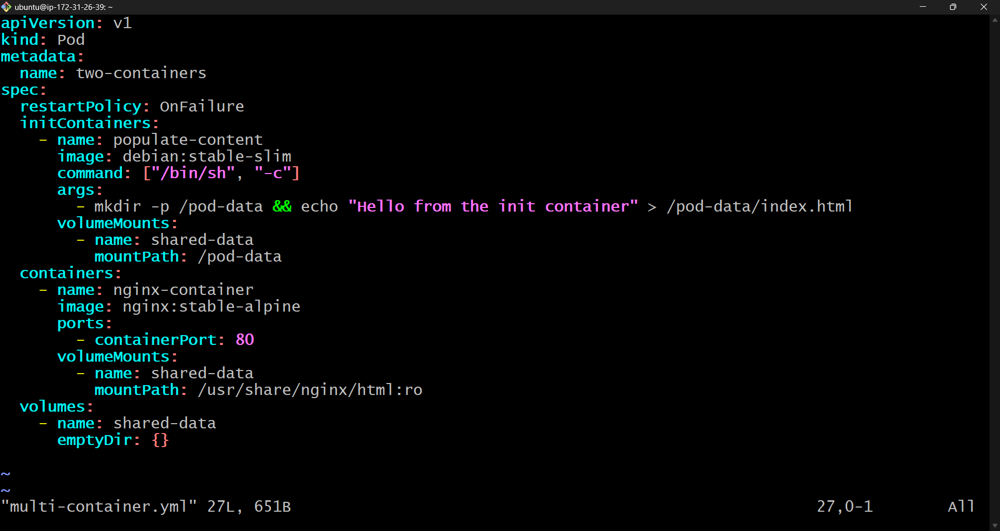 ubuntu@ip-172-31-26-39: ~
apiVersion: v1
kind: Pod
metadata:
  name: two-containers
spec:
  restartPolicy: OnFailure
  initContainers:
    - name: populate-content
      image: debian:stable-slim
      command: ["/bin/sh", "-c"]
      args:
        - mkdir -p /pod-data && echo "Hello from the init container" > /pod-data/index.html
      volumeMounts:
        - name: shared-data
          mountPath: /pod-data
  containers:
    - name: nginx-container
      image: nginx:stable-alpine
      ports:
        - containerPort: 80
      volumeMounts:
        - name: shared-data
          mountPath: /usr/share/nginx/html:ro
  volumes:
    - name: shared-data
      emptyDir: {}
~
~
"multi-container.yml" 27L, 651B 27,0-1 All